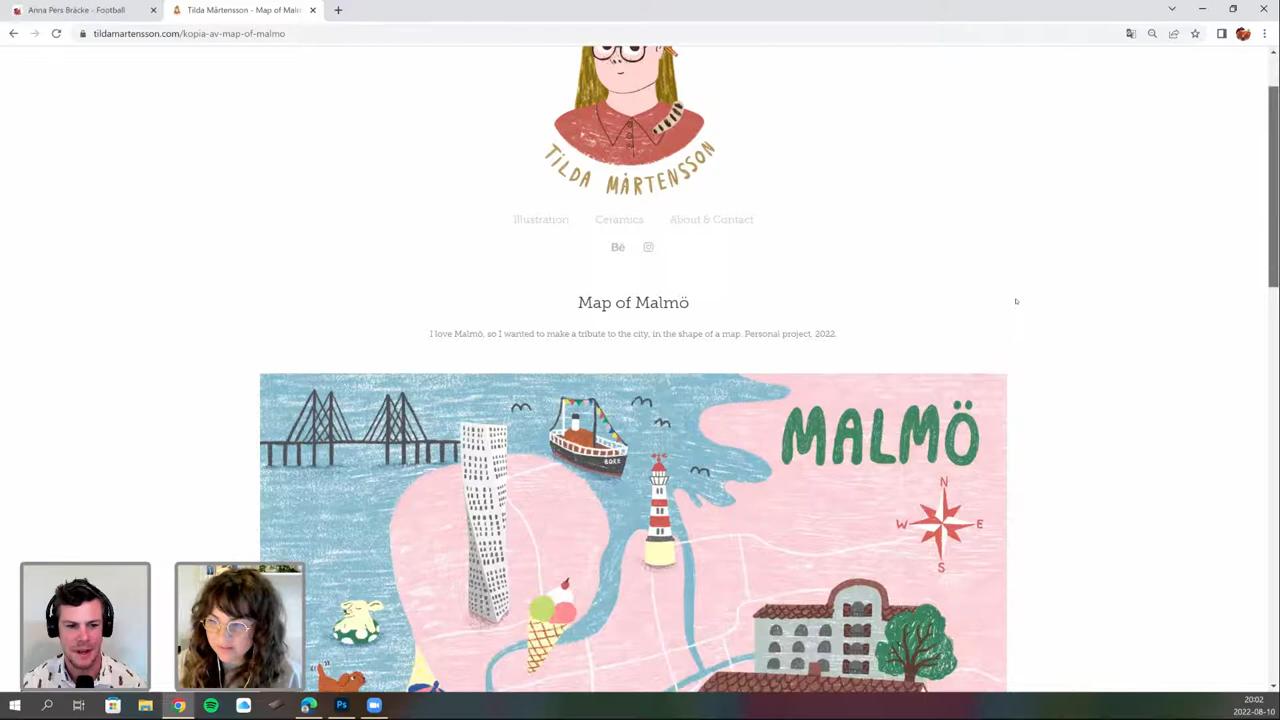 Anna Pers Bräcke - Football
Tilda Mårtensson - Map of Malm
tildamartensson.com/kopia-av-map-of-malmo
TILDA MÅRTENSSON
Illustration Ceramics About & Contact
Bē
Map of Malmö
I love Malmö, so I wanted to make a tribute to the city, in the shape of a map. Personal project, 2022.
MALMÖ
BORE
N
W E
S
Ps
20:02
2022-08-10